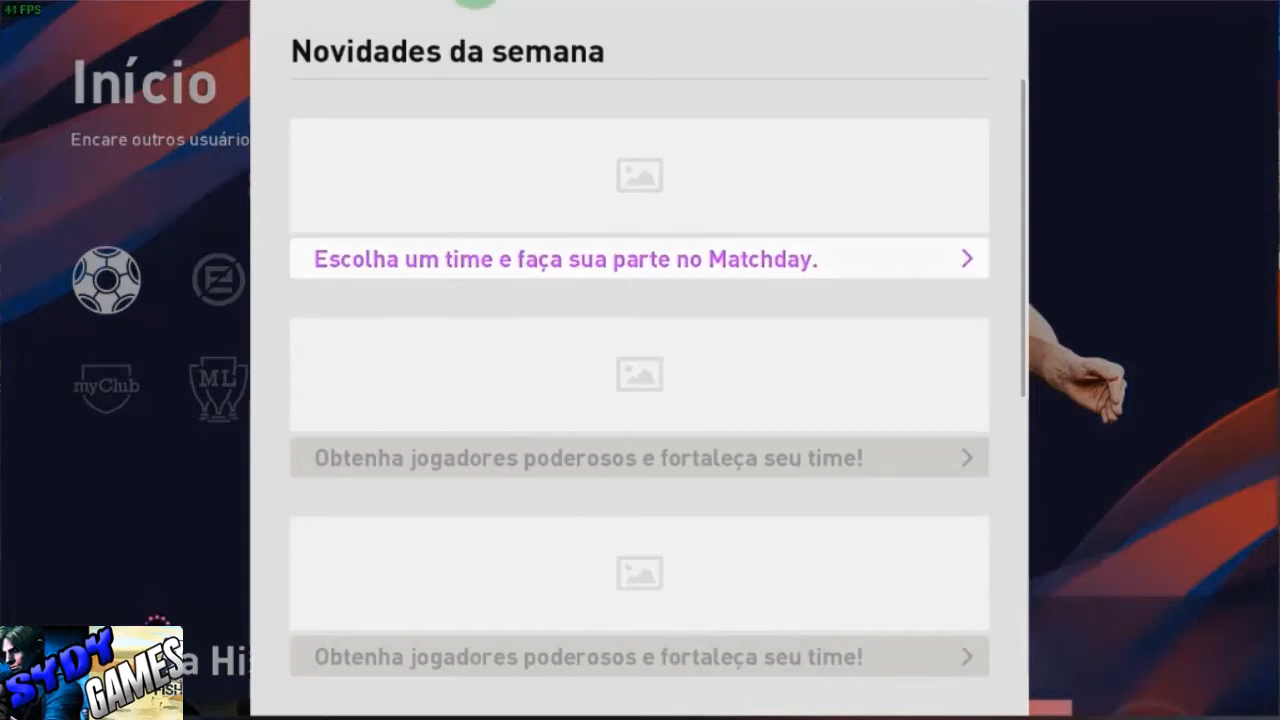 41 FPS
Novidades da semana
Início
Encare outros usuário
Escolha um time e faça sua parte no Matchday.
myClub
ML
Obtenha jogadores poderosos e fortaleça seu time!
Obtenha jogadores poderosos e fortaleça seu time!
a His
SYDY
GAMES